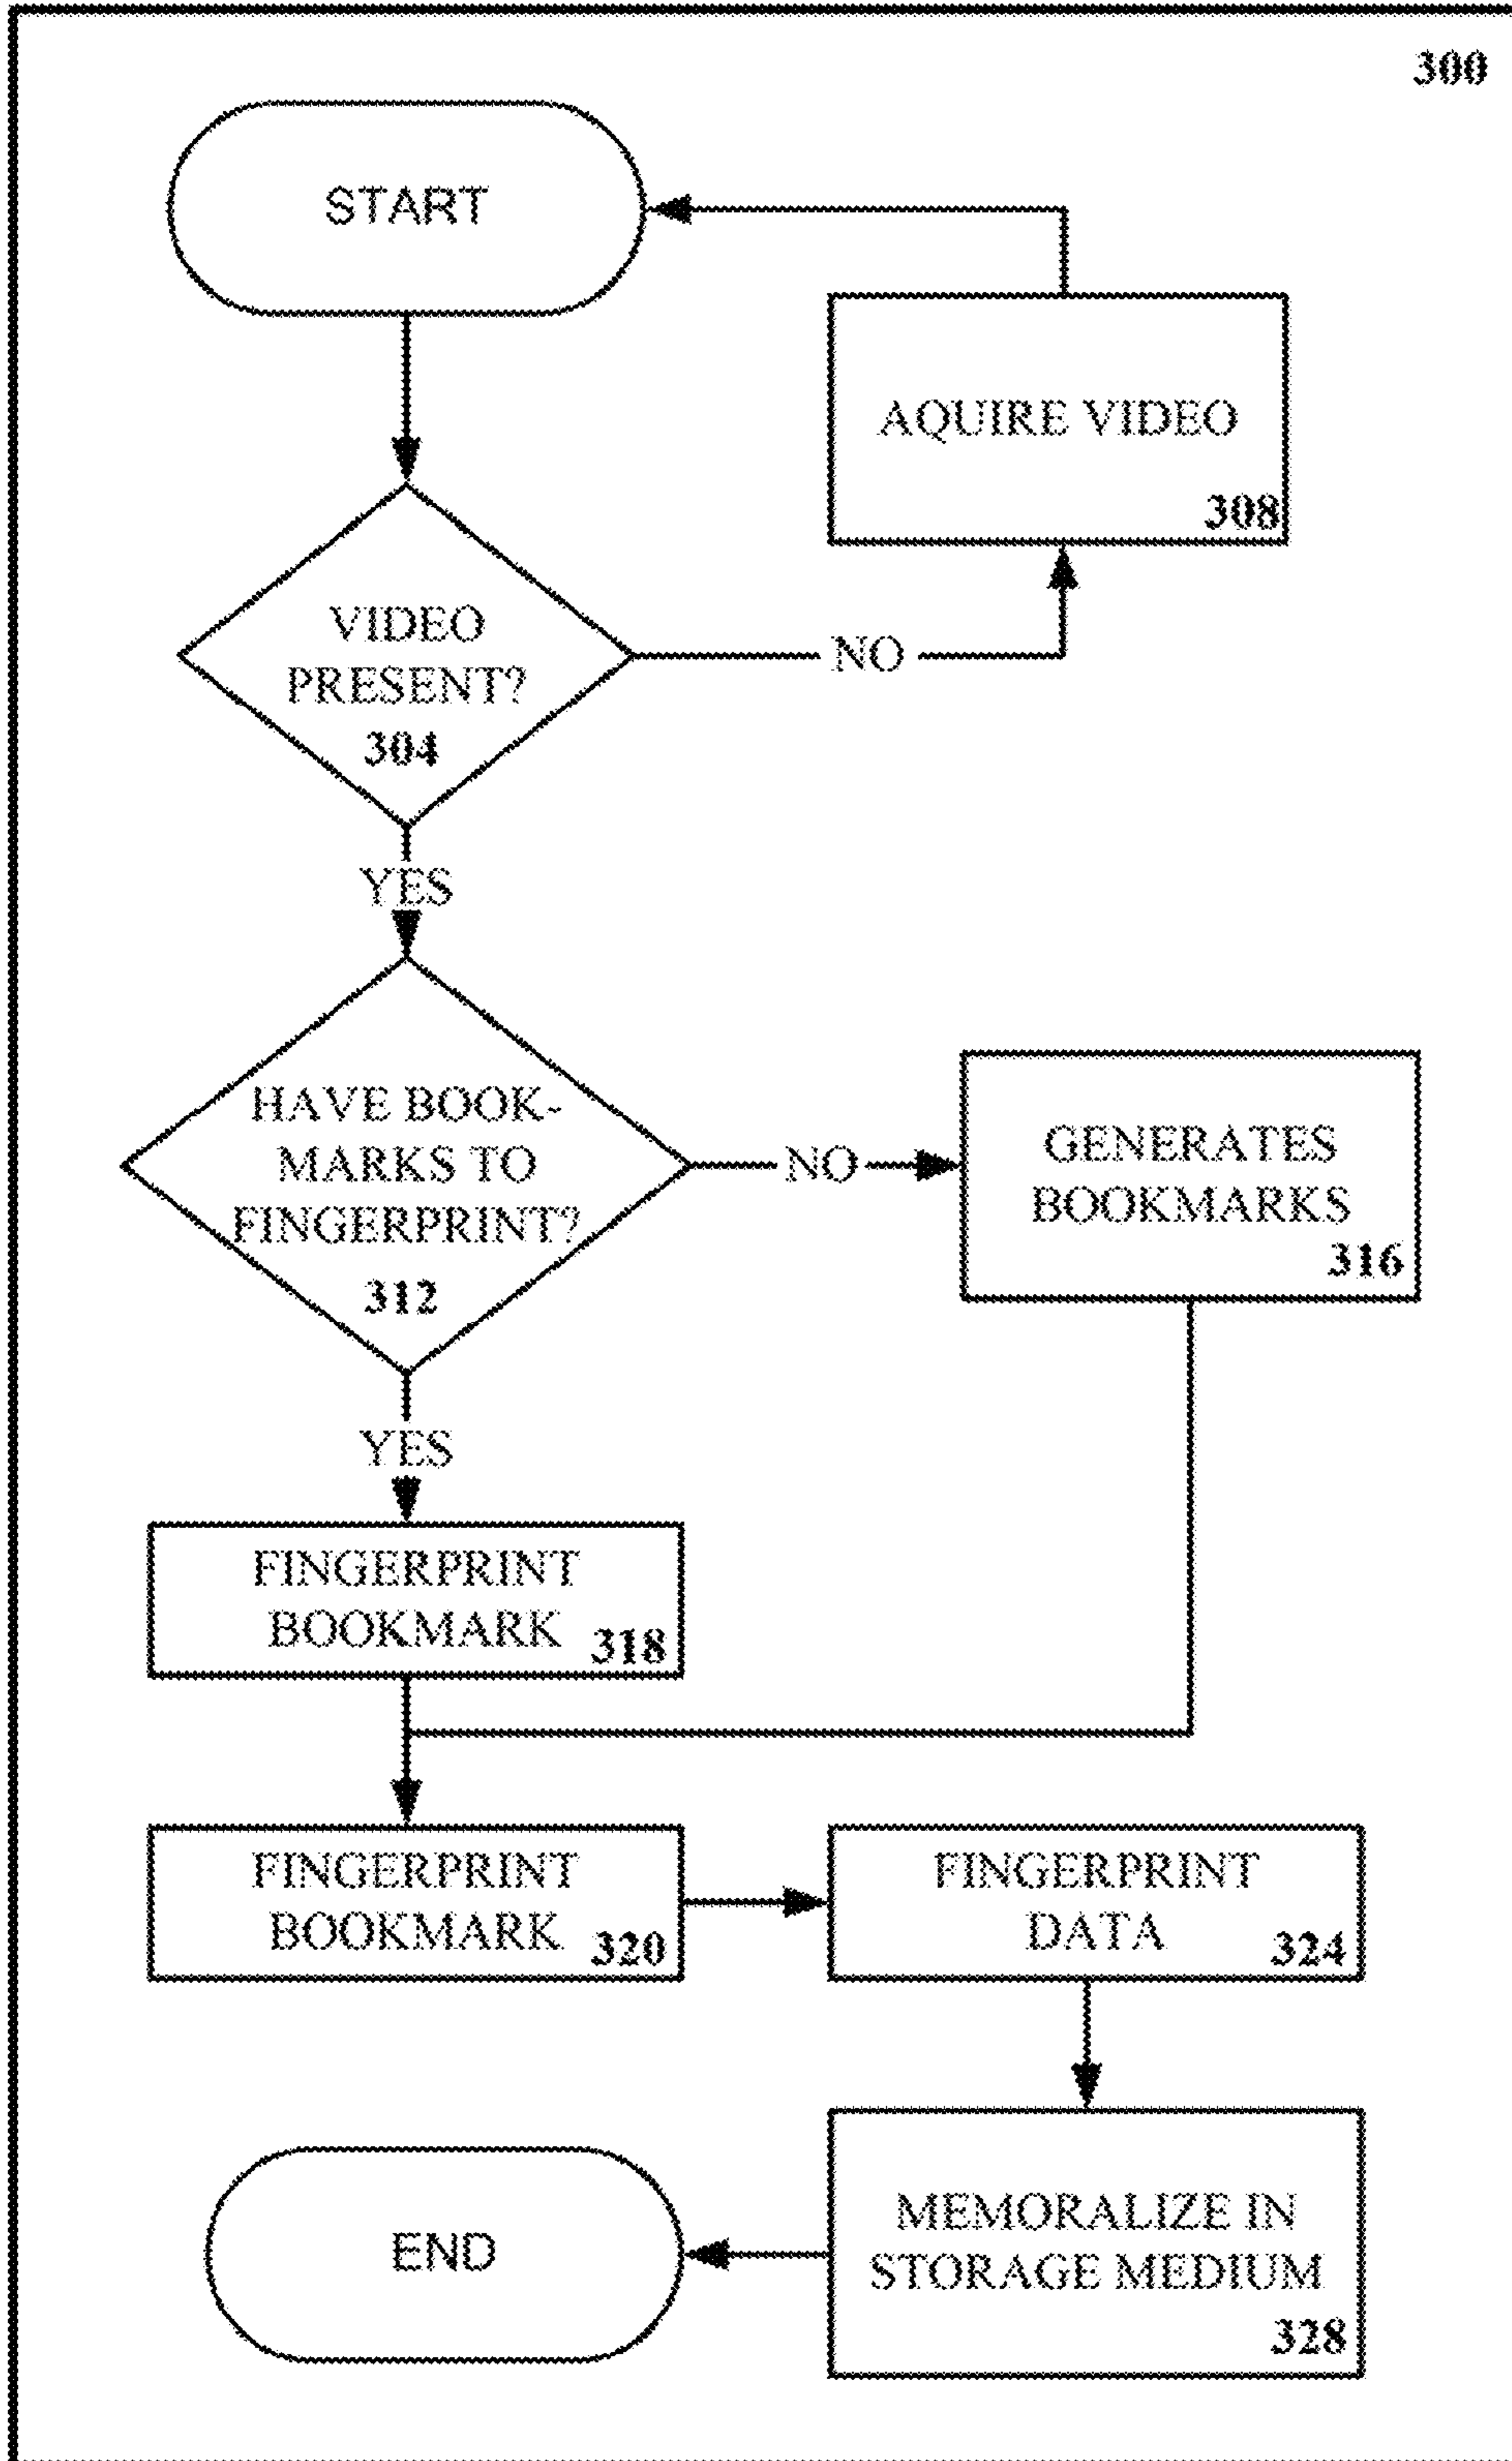 300
START
AQUIRE VIDEO
308
VIDEO
PRESENT?
304
NO
YES
HAVE BOOK-
MARKS TO
FINGERPRINT?
312
NO
GENERATES
BOOKMARKS
316
YES
FINGERPRINT
BOOKMARK
318
FINGERPRINT
BOOKMARK
320
FINGERPRINT
DATA
324
MEMORALIZE IN
STORAGE MEDIUM
328
END